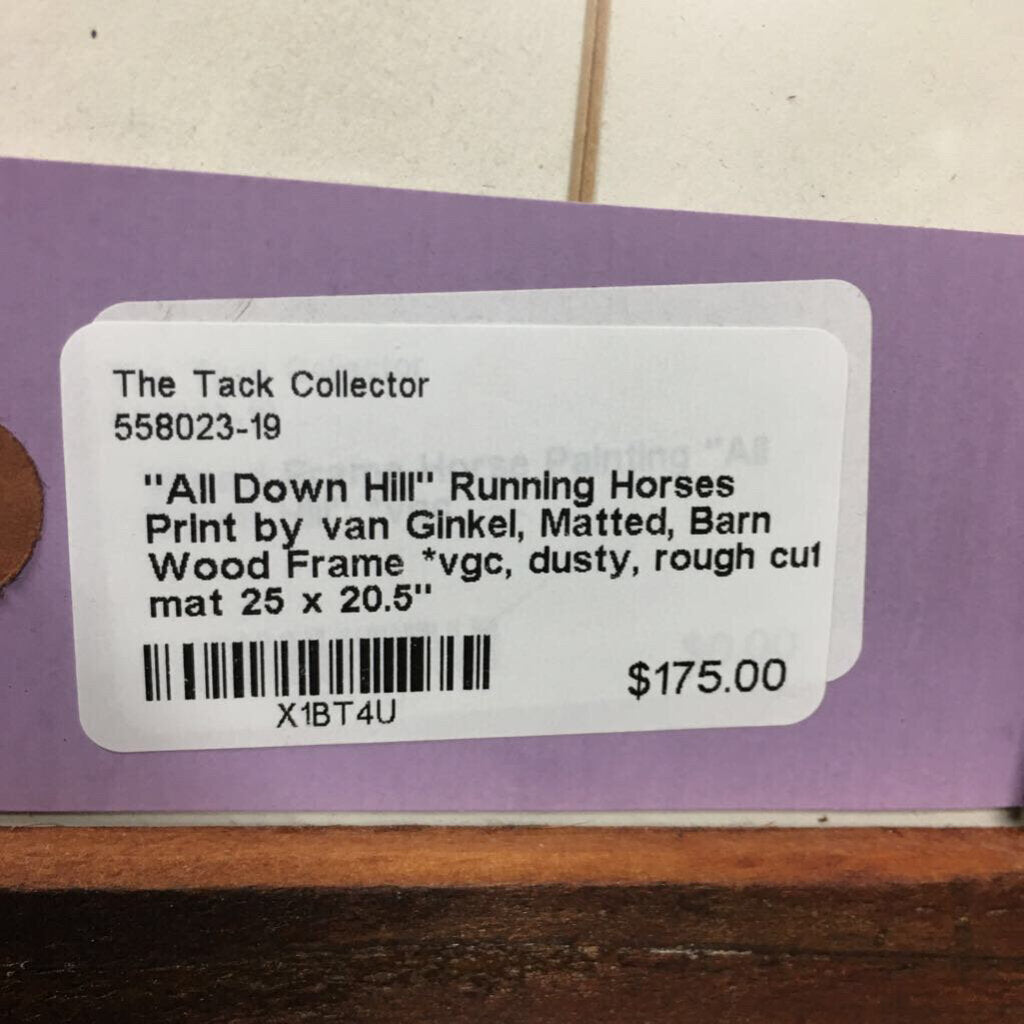 The Tack Collector
558023-19
"All Down Hill" Running Horses
Print by van Ginkel, Matted, Barn
Wood Frame *vgc, dusty, rough cut
mat 25 x 20.5"
$175.00
X1BT4U